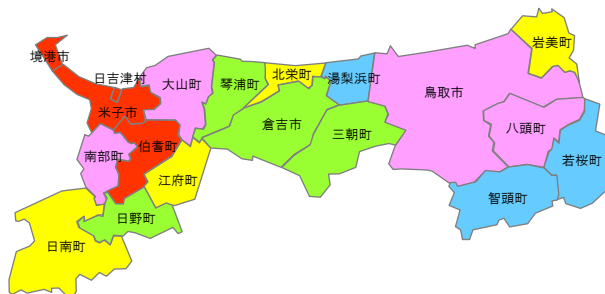 岩美町
境港市
日吉津村
大山町
琴浦町
北栄町
湯梨浜町
鳥取市
米子市
倉吉市
三朝町
八頭町
伯耆町
南部町
若桜町
江府町
智頭町
日野町
日南町